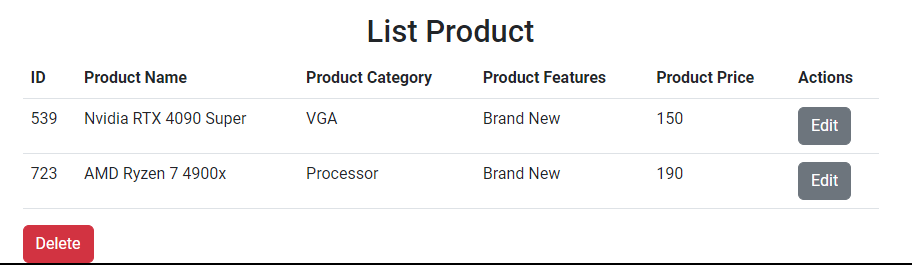 List Product
ID Product Name Product Category Product Features Product Price Actions
539 Nvidia RTX 4090 Super VGA Brand New 150 Edit
723 AMD Ryzen 7 4900x Processor Brand New 190 Edit
Delete